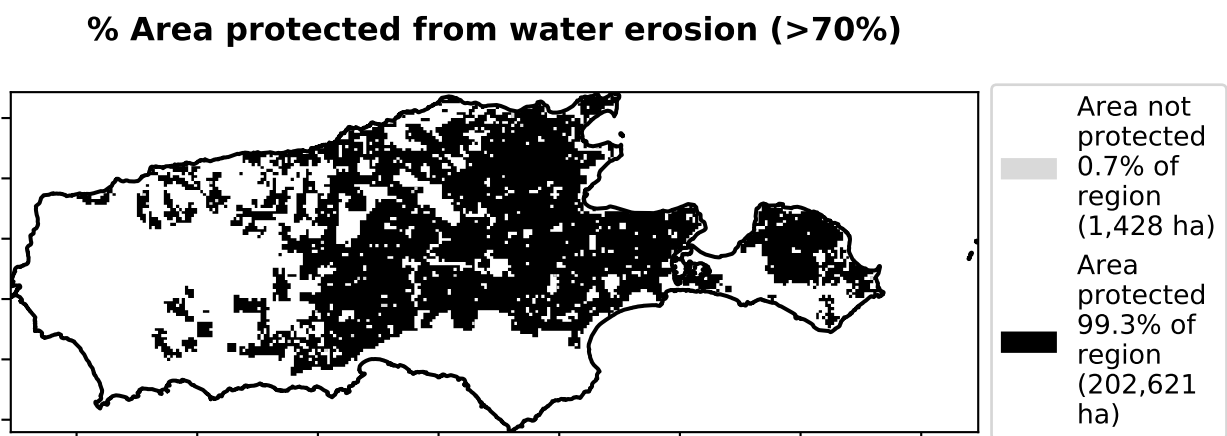 % Area protected from water erosion (>70%)
Area not
protected
0.7% of
region
(1,428 ha)
Area
protected
99.3% of
region
(202,621
ha)